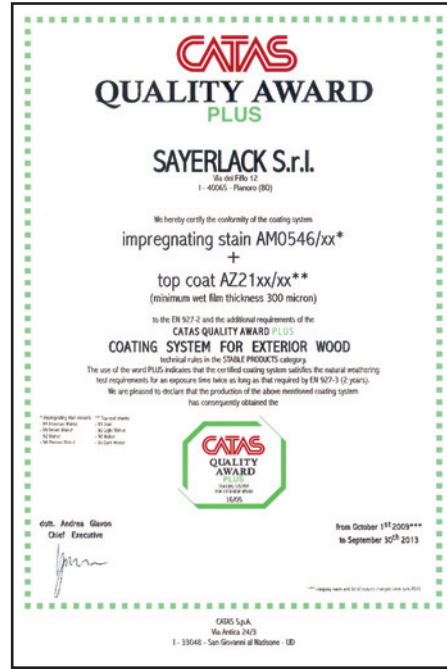 CATAS
QUALITY AWARD
PLUS
SAYERLACK S.r.l.
Via del Fiffo 12
I - 40065 - Pianoro (BO)
We hereby certify the conformity of the coating system
impregnating stain AM0546/xx*
+
top coat AZ21xx/xx**
(minimum wet film thickness 300 micron)
to the EN 927-2 and the additional requirements of the
CATAS QUALITY AWARD PLUS
COATING SYSTEM FOR EXTERIOR WOOD
technical rules in the STABLE PRODUCTS category.
The use of the word PLUS indicates that the certified coating system satisfies the natural weathering
test requirements for an exposure time twice as long as that required by EN 927-3 (2 years).
We are pleased to declare that the production of the above mentioned coating system
has consequently obtained the
CATAS
QUALITY
AWARD
PLUS
16/05
dott. Andrea Giavon
Chief Executive
from October 1st 2009***
to September 30th 2013
CATAS S.p.A.
Via Antica 24/3
I - 33048 - San Giovanni al Natisone - UD